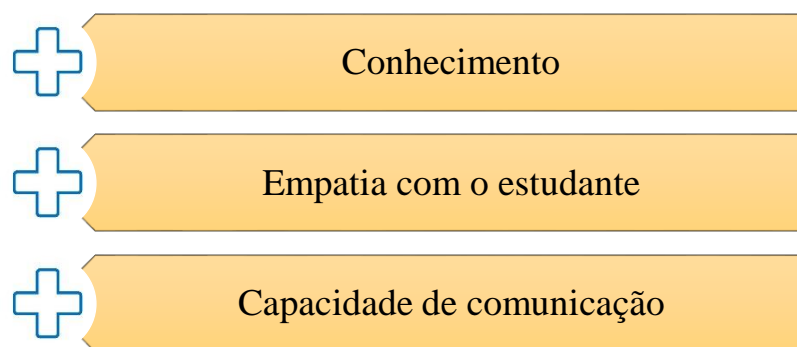 Conhecimento
Empatia com o estudante
Capacidade de comunicação